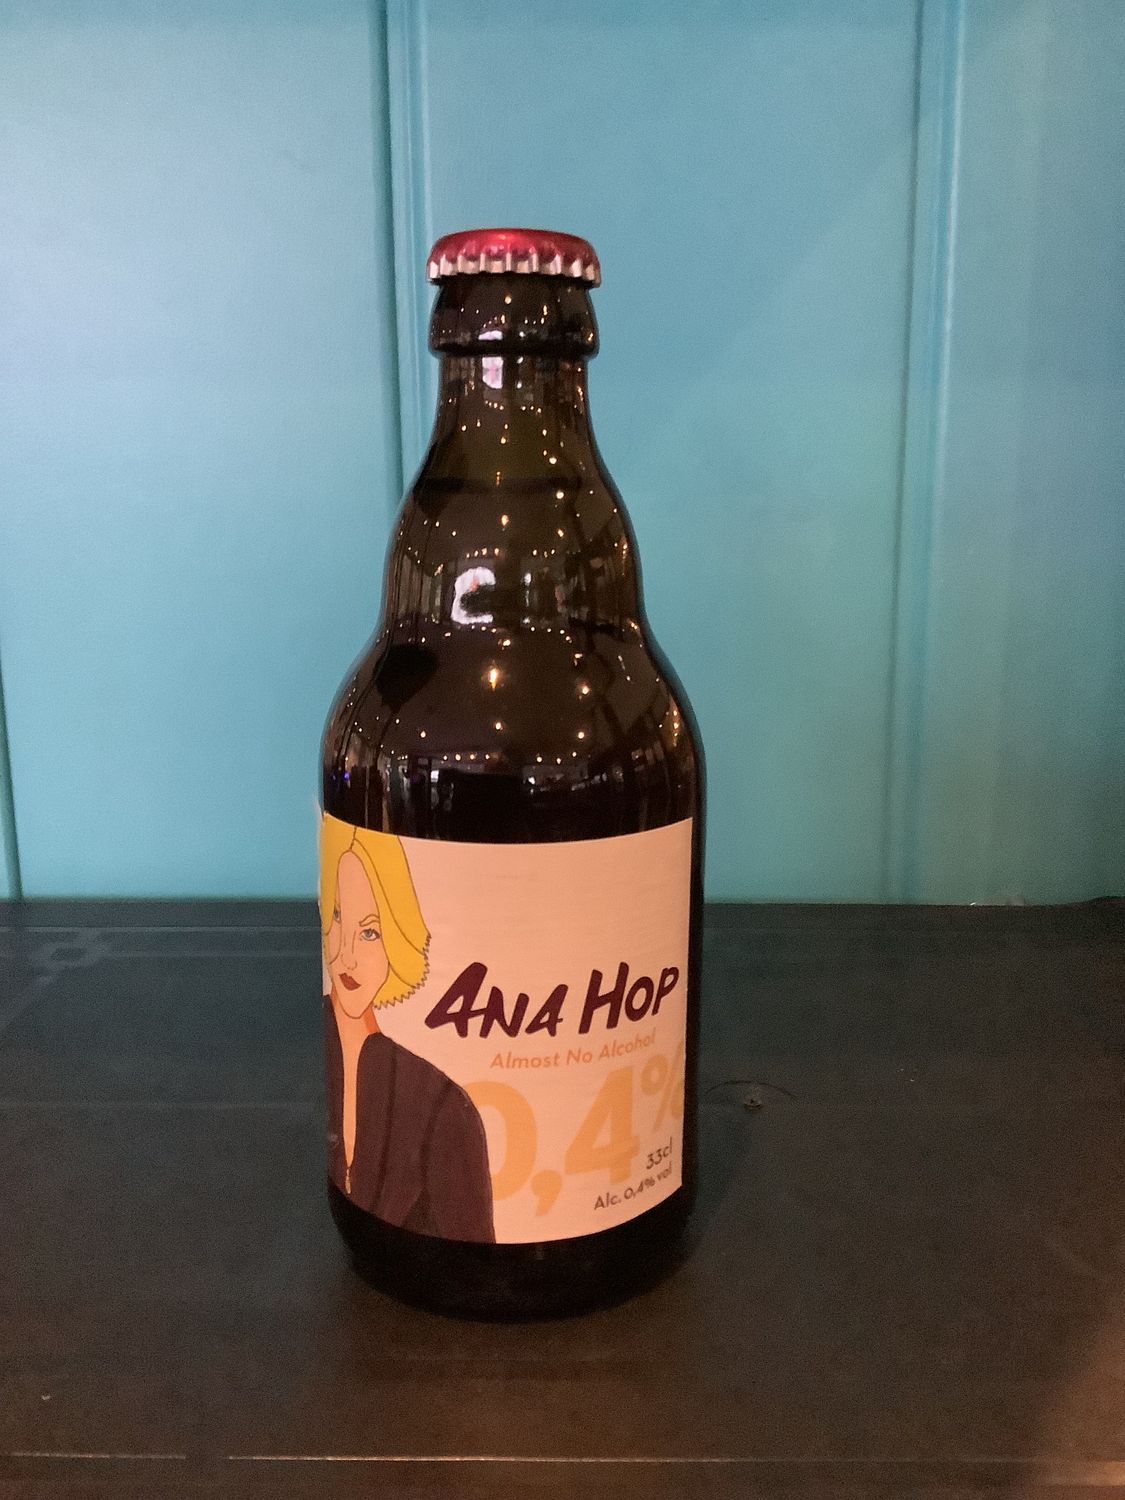 ANA HOP
Almost No Alcohol
0,4%
33cl
Alc. 0,4% vol